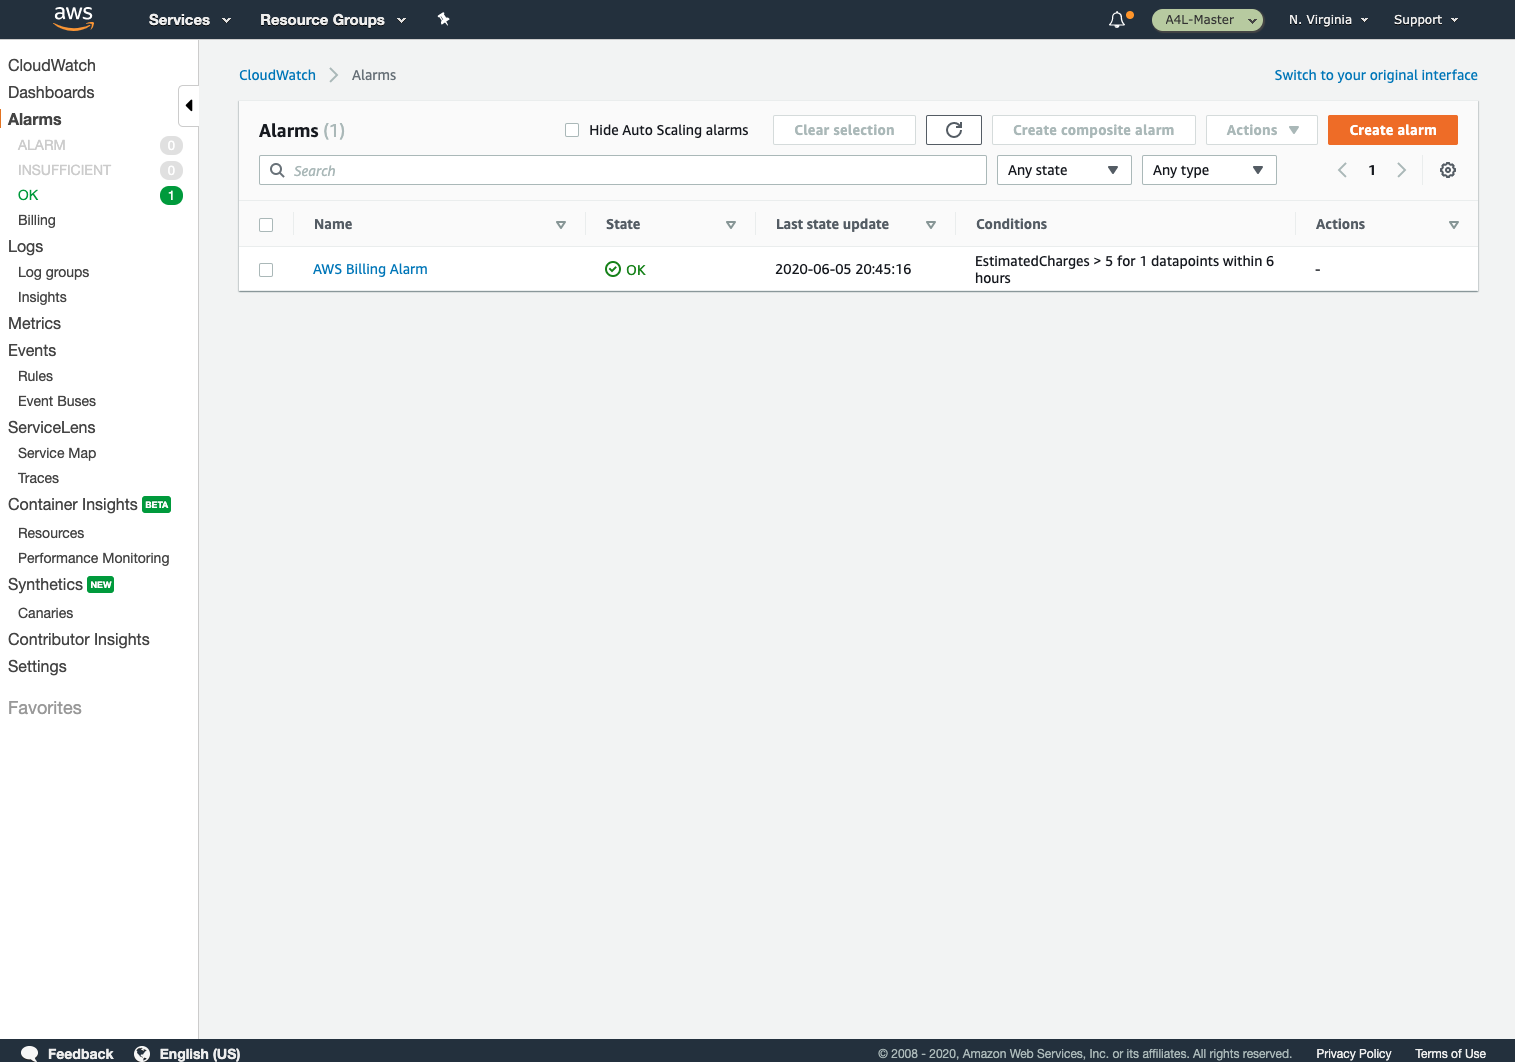 aws Services Resource Groups A4L-Master N. Virginia Support
CloudWatch
Dashboards
Alarms
ALARM 0
INSUFFICIENT 0
OK 1
Billing
Logs
Log groups
Insights
Metrics
Events
Rules
Event Buses
ServiceLens
Service Map
Traces
Container Insights BETA
Resources
Performance Monitoring
Synthetics NEW
Canaries
Contributor Insights
Settings
Favorites
CloudWatch Alarms Switch to your original interface
Alarms (1) Hide Auto Scaling alarms Clear selection Create composite alarm Actions Create alarm
Search Any state Any type 1
Name State Last state update Conditions Actions
AWS Billing Alarm OK 2020-06-05 20:45:16 EstimatedCharges > 5 for 1 datapoints within 6 -
hours
Feedback English (US) © 2008 - 2020, Amazon Web Services, Inc. or its affiliates. All rights reserved. Privacy Policy Terms of Use